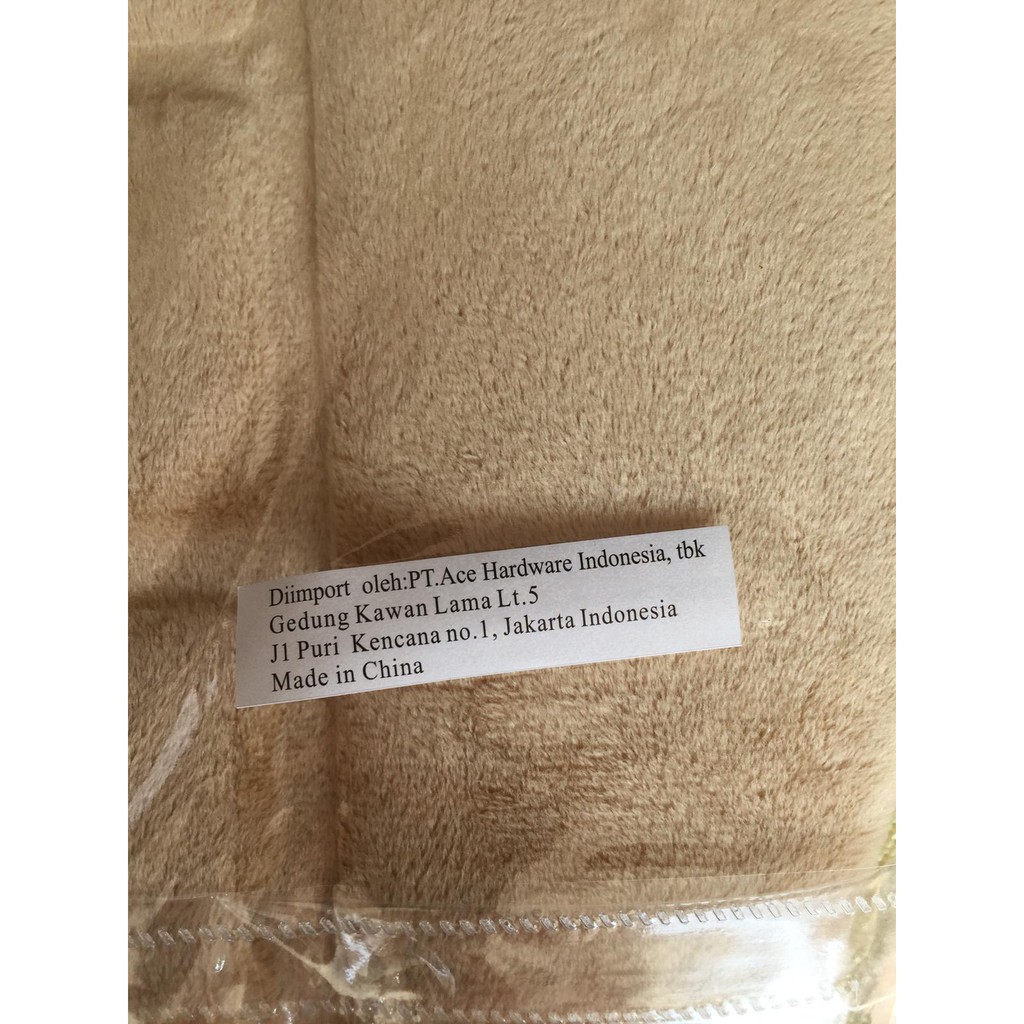 Diimport oleh:PT.Ace Hardware Indonesia, tbk
Gedung Kawan Lama Lt.5
J1 Puri Kencana no.1, Jakarta Indonesia
Made in China